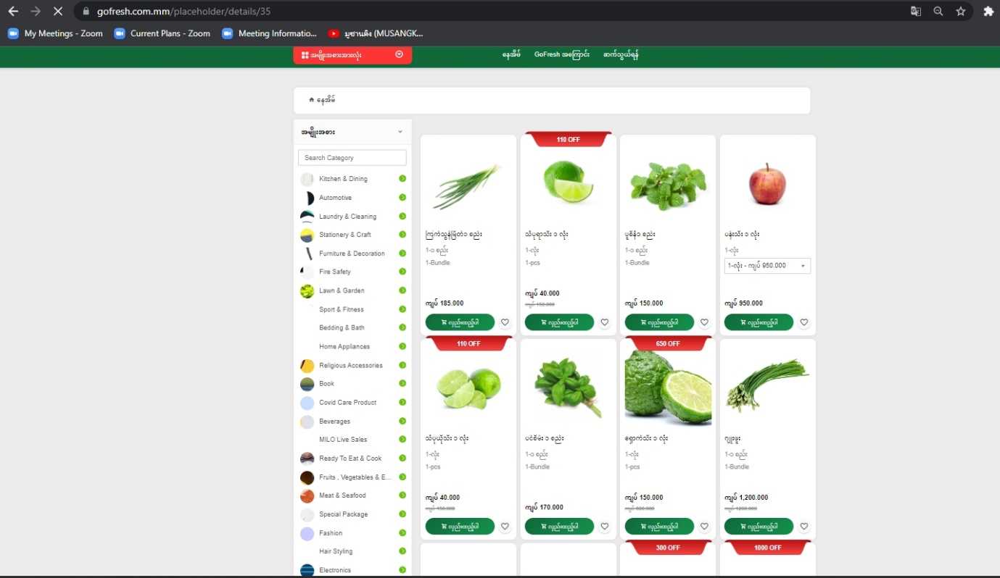 gofresh.com.mm/placeholder/details/35
My Meetings - Zoom
Current Plans - Zoom
Meeting Informatio...
มูซานคิง (MUSANGK...
အမျိုးအစားအားလုံး
နေအိမ်
GoFresh အကြောင်း
ဆက်သွယ်ရန်
နေအိမ်
အမျိုးအစား
Search Category
Kitchen & Dining
Automotive
Laundry & Cleaning
Stationery & Craft
Furniture & Decoration
Fire Safety
Lawn & Garden
Sport & Fitness
Bedding & Bath
Home Appliances
Religious Accessories
Book
Covid Care Product
Beverages
MILO Live Sales
Ready To Eat & Cook
Fruits , Vegetables & E...
Meat & Seafood
Special Package
Fashion
Hair Styling
Electronics
ကြက်သွန်မြိတ်၁ စည်း
1-၁ စည်း
1-Bundle
ကျပ် 185.000
လှည်းထည့်ပါ
110 OFF
သံပုရာသီး ၁ လုံး
1-လုံး
1-pcs
ကျပ် 40.000
ကျပ် 150.000
လှည်းထည့်ပါ
ပူစီနံ၁ စည်း
1-၁ စည်း
1-Bundle
ကျပ် 150.000
လှည်းထည့်ပါ
ပန်းသီး ၁ လုံး
1-လုံး
1-လုံး - ကျပ် 950.000
ကျပ် 950.000
လှည်းထည့်ပါ
110 OFF
သံပုယိုသီး ၁ လုံး
1-လုံး
1-pcs
ကျပ် 40.000
ကျပ် 150.000
လှည်းထည့်ပါ
ပင်စိမ်း ၁ စည်း
1-၁ စည်း
1-Bundle
ကျပ် 170.000
လှည်းထည့်ပါ
650 OFF
ရှောက်သီး ၁ လုံး
1-လုံး
1-pcs
ကျပ် 150.000
ကျပ် 800.000
လှည်းထည့်ပါ
ဂျူးဖူး
1-၁ စည်း
1-Bundle
ကျပ် 1,200.000
ကျပ် 1200.000
လှည်းထည့်ပါ
300 OFF
1000 OFF